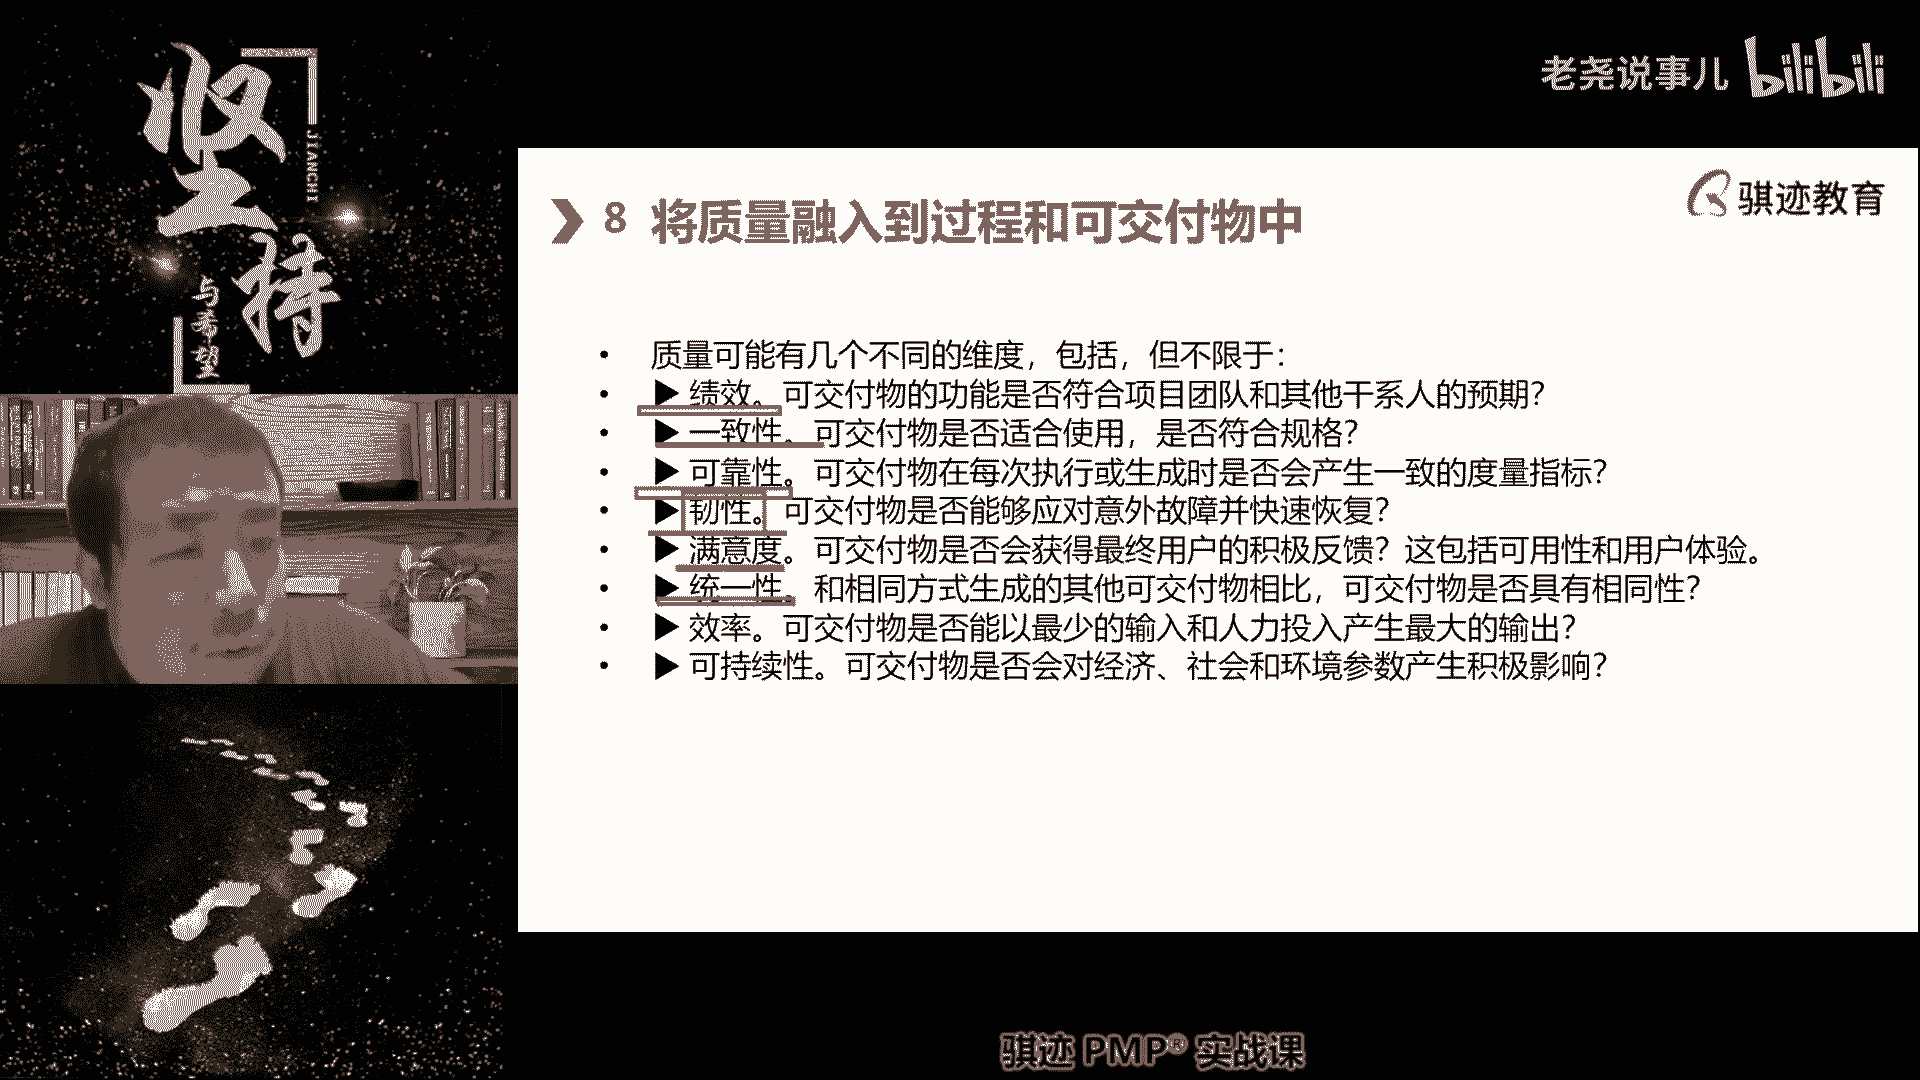 坚持
JIANCHI
与希望
老尧说事儿 bilibili
骐迹教育
8 将质量融入到过程和可交付物中
• 质量可能有几个不同的维度，包括，但不限于：
• ▶ 绩效。可交付物的功能是否符合项目团队和其他干系人的预期？
• ▶ 一致性。可交付物是否适合使用，是否符合规格？
• ▶ 可靠性。可交付物在每次执行或生成时是否会产生一致的度量指标？
• ▶ 韧性。可交付物是否能够应对意外故障并快速恢复？
• ▶ 满意度。可交付物是否会获得最终用户的积极反馈？这包括可用性和用户体验。
• ▶ 统一性。和相同方式生成的其他可交付物相比，可交付物是否具有相同性？
• ▶ 效率。可交付物是否能以最少的输入和人力投入产生最大的输出？
• ▶ 可持续性。可交付物是否会对经济、社会和环境参数产生积极影响？
骐迹 PMP® 实战课